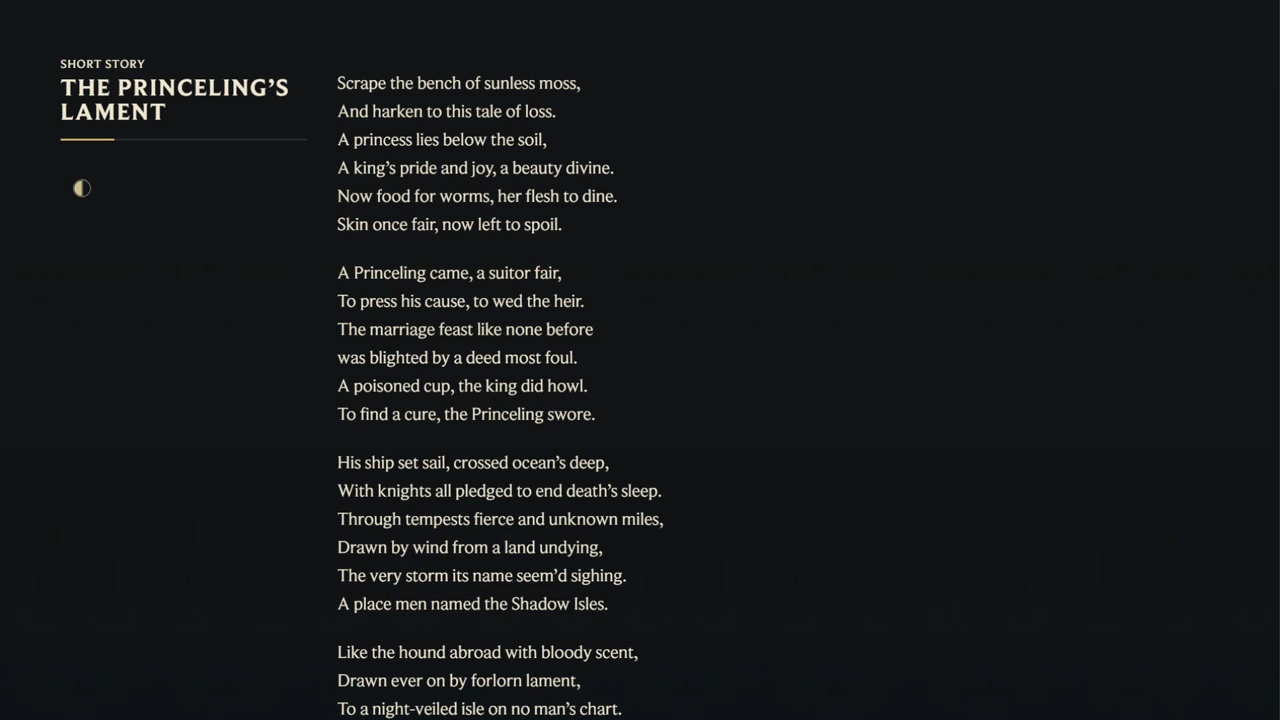 SHORT STORY
THE PRINCELING’S
LAMENT
Scrape the bench of sunless moss,
And harken to this tale of loss.
A princess lies below the soil,
A king’s pride and joy, a beauty divine.
Now food for worms, her flesh to dine.
Skin once fair, now left to spoil.
A Princeling came, a suitor fair,
To press his cause, to wed the heir.
The marriage feast like none before
was blighted by a deed most foul.
A poisoned cup, the king did howl.
To find a cure, the Princeling swore.
His ship set sail, crossed ocean’s deep,
With knights all pledged to end death’s sleep.
Through tempests fierce and unknown miles,
Drawn by wind from a land undying,
The very storm its name seem’d sighing.
A place men named the Shadow Isles.
Like the hound abroad with bloody scent,
Drawn ever on by forlorn lament,
To a night-veiled isle on no man’s chart.